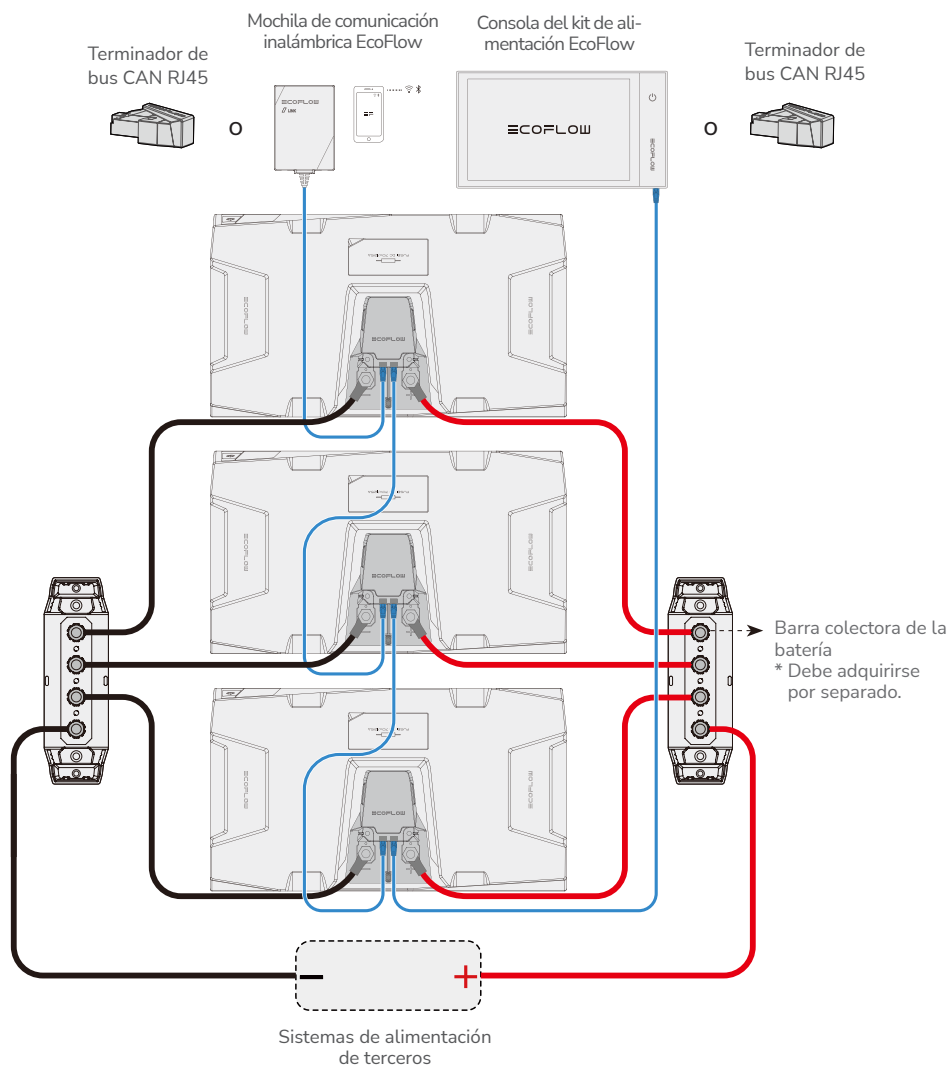 Mochila de comunicación
inalámbrica EcoFlow
Consola del kit de ali-
mentación EcoFlow
Terminador de
bus CAN RJ45
Terminador de
bus CAN RJ45
ECOFLOW
LINK
o
ECOFLOW
ECOFLOW
o
ECOFLOW
ECOFLOW
ECOFLOW
ECOFLOW
ECOFLOW
ECOFLOW
ECOFLOW
ECOFLOW
ECOFLOW
Barra colectora de la
batería
* Debe adquirirse
por separado.
− +
Sistemas de alimentación
de terceros